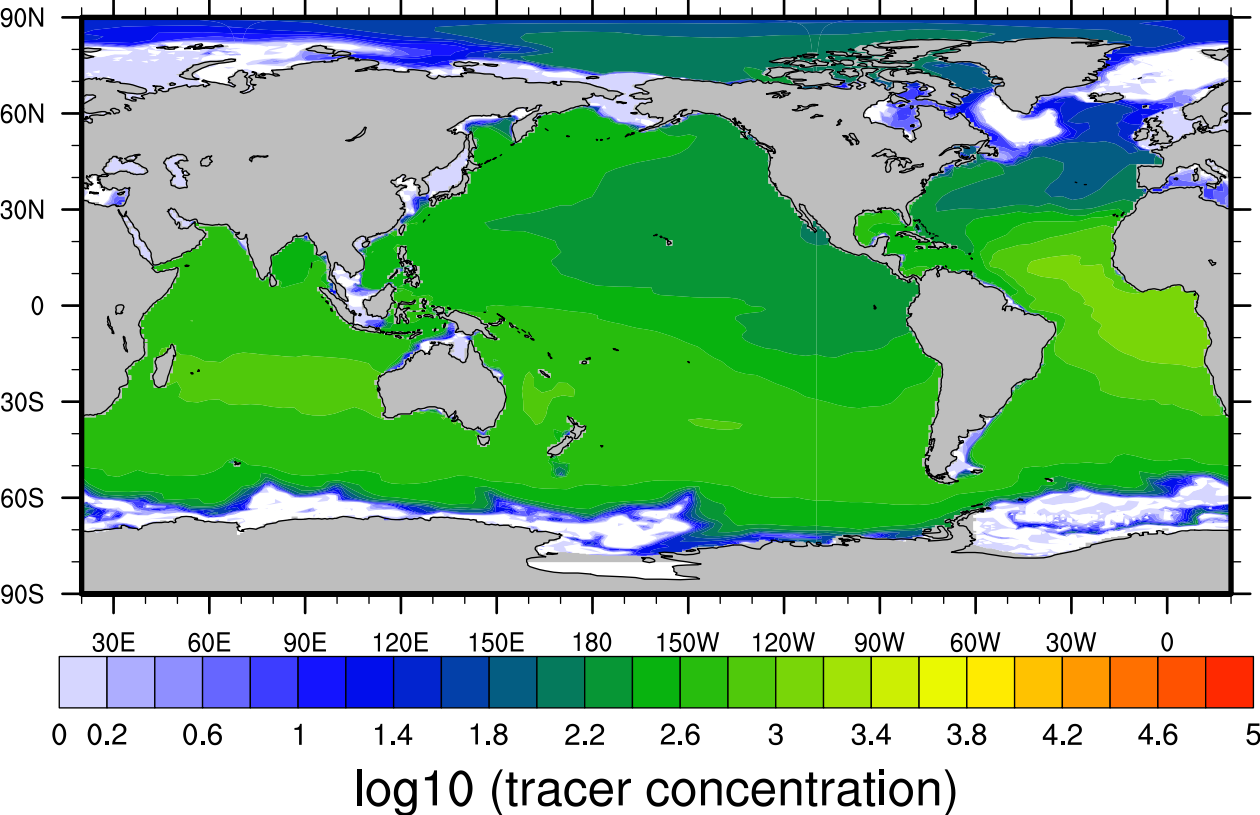 90N
60N
30N
0
30S
60S
90S
30E 60E 90E 120E 150E 180 150W 120W 90W 60W 30W 0
0 0.2 0.6 1 1.4 1.8 2.2 2.6 3 3.4 3.8 4.2 4.6 5
log10 (tracer concentration)